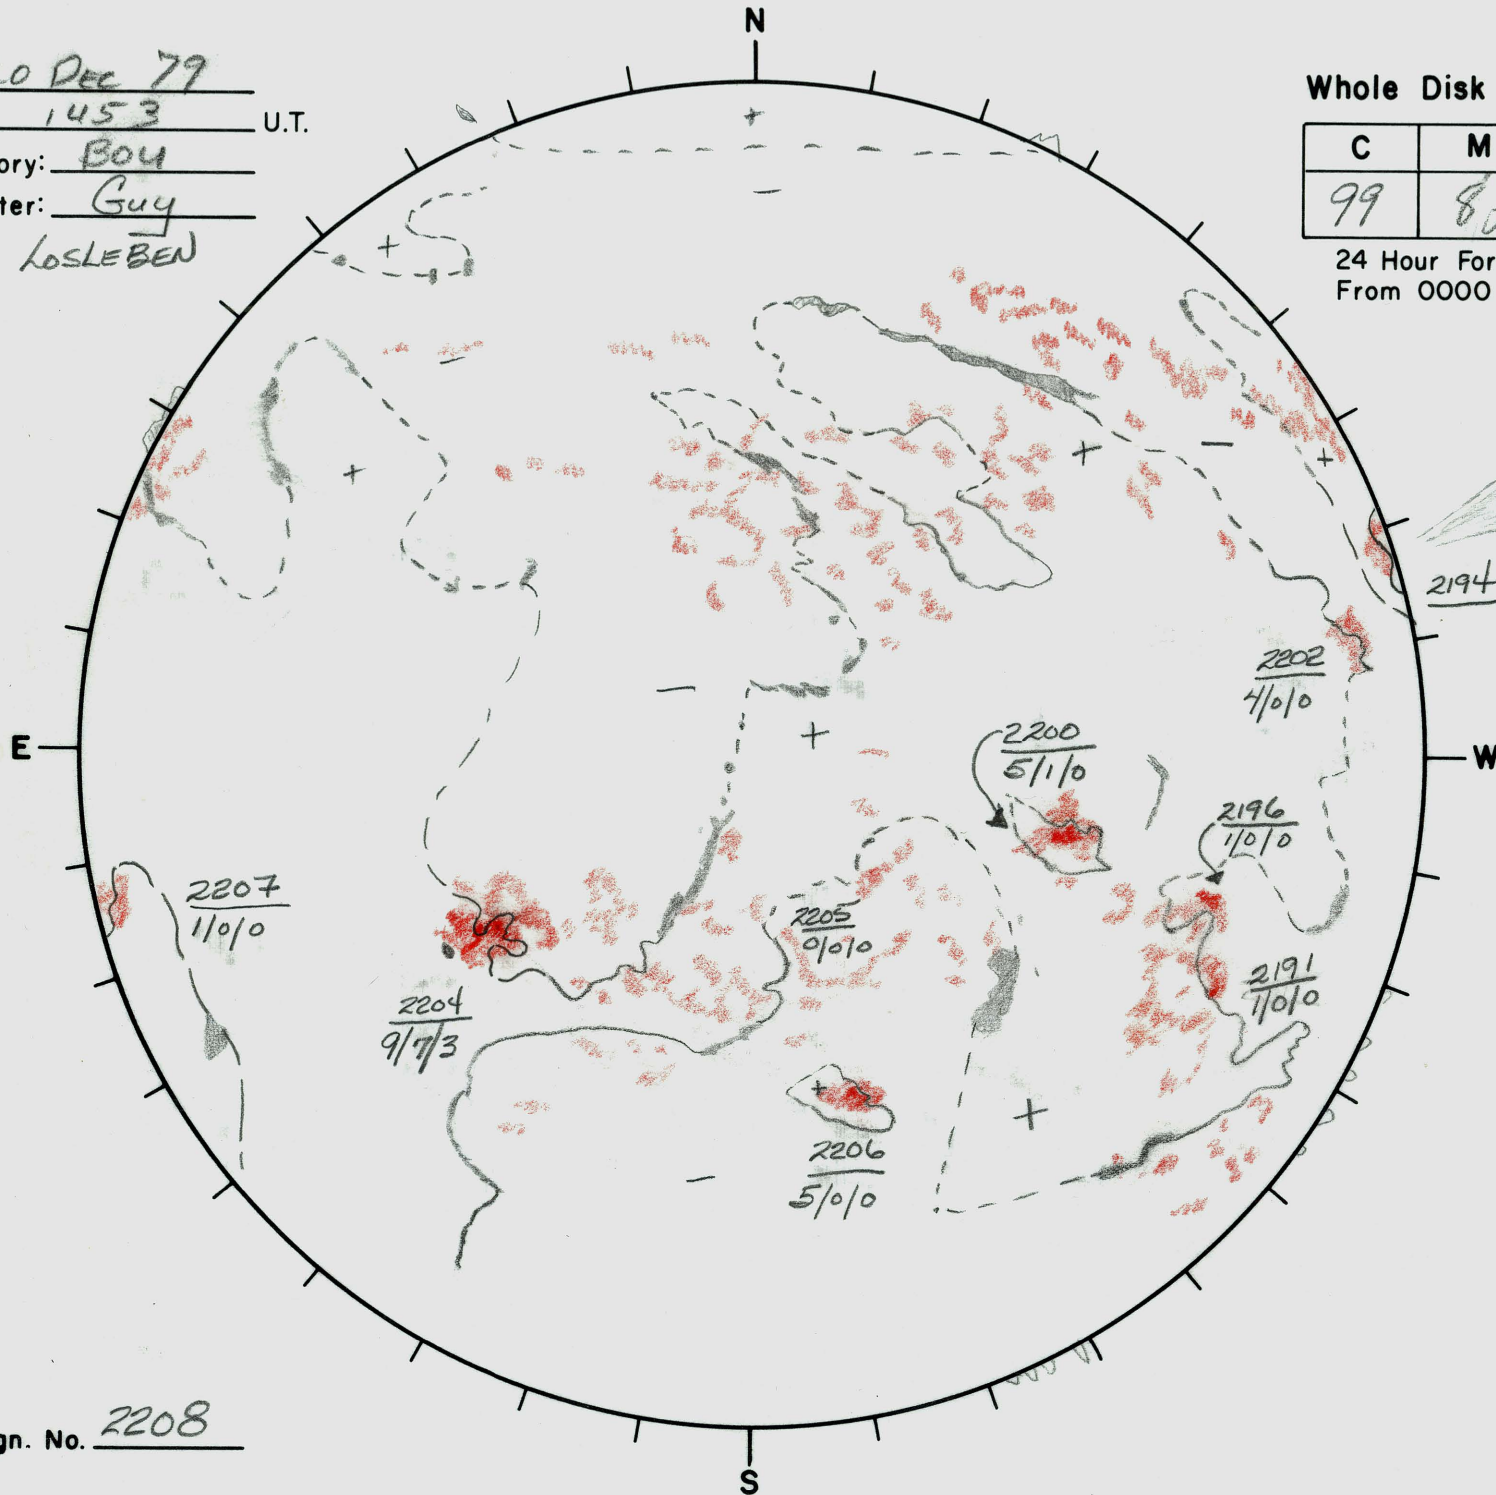 N
0 Dec 79
1453 U.T.
ory: Bou
ter: Guy
LOSLEBEN
Whole Disk
C M
99 80
24 Hour For
From 0000
2194
2202
4/0/0
E
W
2200
5/1/0
2196
1/0/0
2207
1/0/0
2205
0/0/0
2191
1/0/0
2204
9/7/3
2206
5/0/0
gn. No. 2208
S